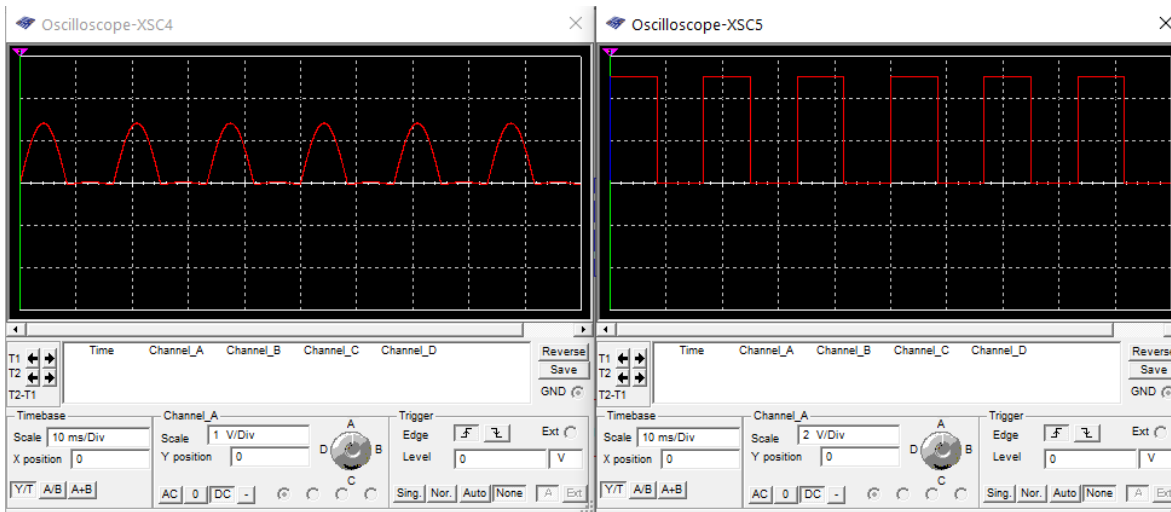 Oscilloscope-XSC4
Time Channel_A Channel_B Channel_C Channel_D
T1
T2
T2-T1
Reverse
Save
GND
Timebase
Scale 10 ms/Div
X position 0
Y/T A/B A+B
Channel_A
Scale 1 V/Div
Y position 0
AC 0 DC -
A
B
C
D
Trigger
Edge
Ext
Level 0 V
Sing. Nor. Auto None A Ext
Oscilloscope-XSC5
Time Channel_A Channel_B Channel_C Channel_D
T1
T2
T2-T1
Revers
Save
GND
Timebase
Scale 10 ms/Div
X position 0
Y/T A/B A+B
Channel_A
Scale 2 V/Div
Y position 0
AC 0 DC -
A
B
C
D
Trigger
Edge
Ext
Level 0 V
Sing. Nor. Auto None A Ext